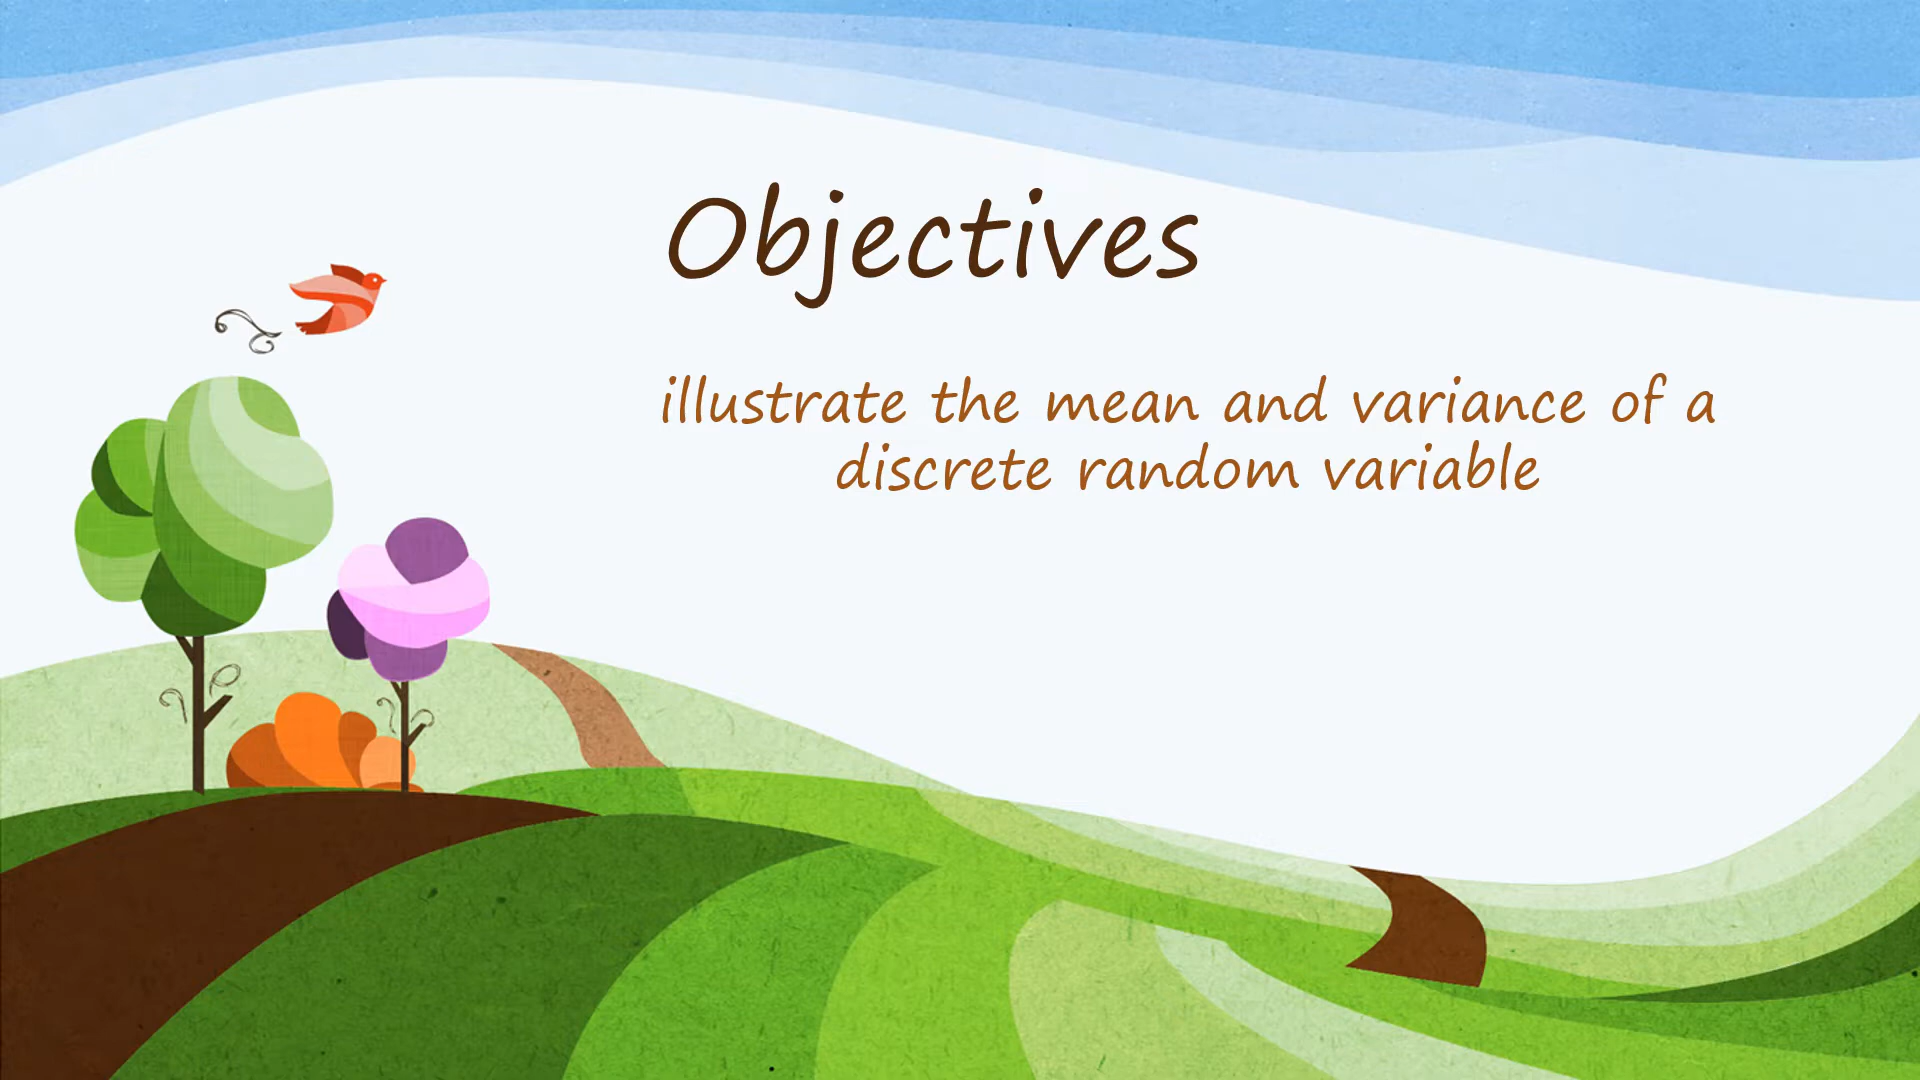 Objectives
illustrate the mean and variance of a
discrete random variable